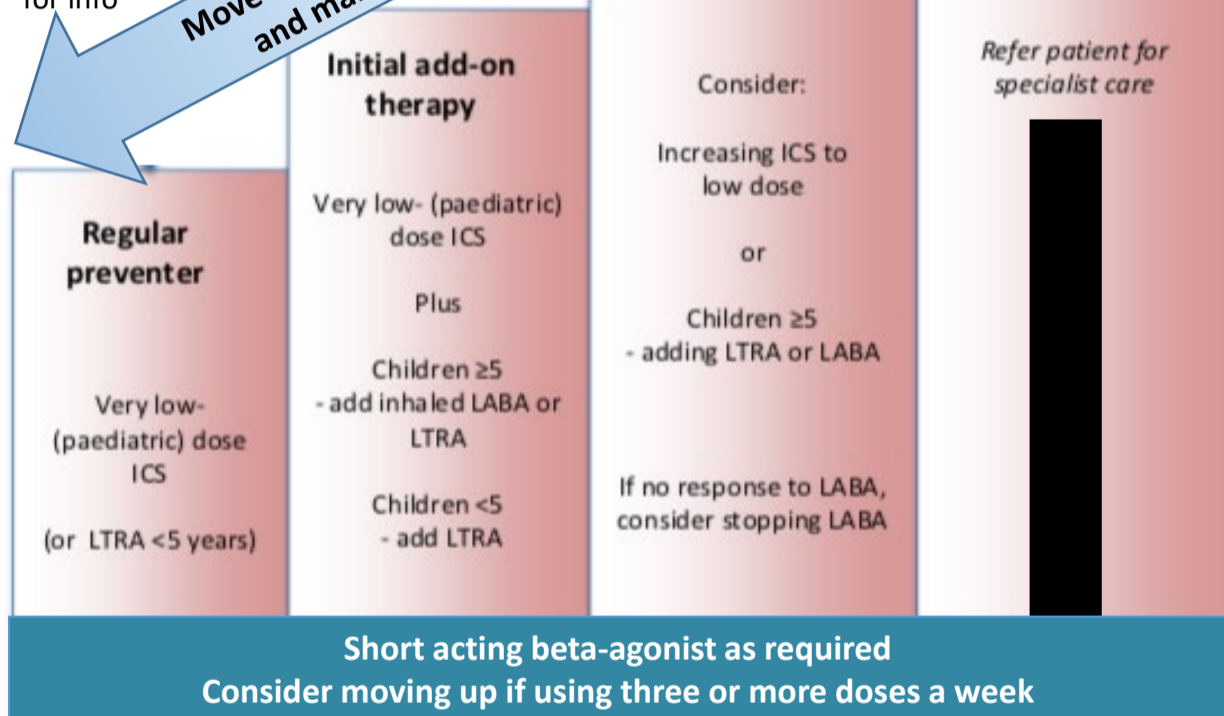 for info
Move
and
Regular
preventer
Very low-
(paediatric) dose
ICS
(or LTRA <5 years)
Initial add-on
therapy
Very low- (paediatric)
dose ICS
Plus
Children ≥5
- add inhaled LABA or
LTRA
Children <5
- add LTRA
Consider:
Increasing ICS to
low dose
or
Children ≥5
- adding LTRA or LABA
If no response to LABA,
consider stopping LABA
Refer patient for
specialist care
Short acting beta-agonist as required
Consider moving up if using three or more doses a week